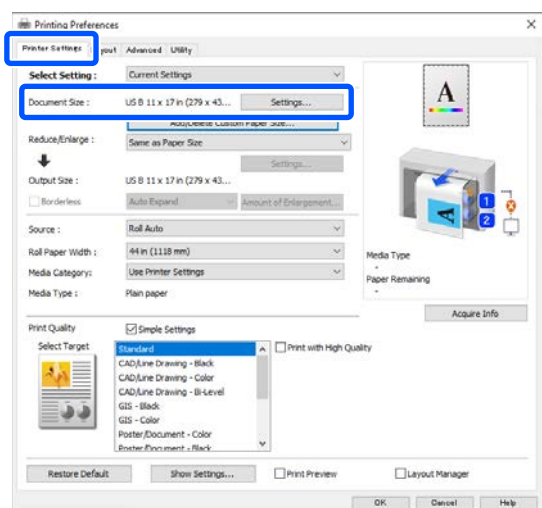 Printing Preferences
Printer Settings yout Advanced Utility
Select Setting : Current Settings
Document Size : US B 11 x 17 in (279 x 43... Settings...
Add/Delete Custom Paper Size...
Reduce/Enlarge : Same as Paper Size
Settings...
Output Size : US B 11 x 17 in (279 x 43...
Borderless Auto Expand Amount of Enlargement...
Source : Roll Auto
Roll Paper Width : 44 in (1118 mm)
Media Category: Use Printer Settings
Media Type : Plain paper
A
A
1
2
Media Type
-
Paper Remaining
-
Acquire Info
Print Quality Simple Settings
Select Target
Standard
CAD/Line Drawing - Black
CAD/Line Drawing - Color
CAD/Line Drawing - Bi-Level
GIS - Black
GIS - Color
Poster/Document - Color
Poster/Document - Black
Print with High Quality
Restore Default Show Settings... Print Preview Layout Manager
OK Cancel Help